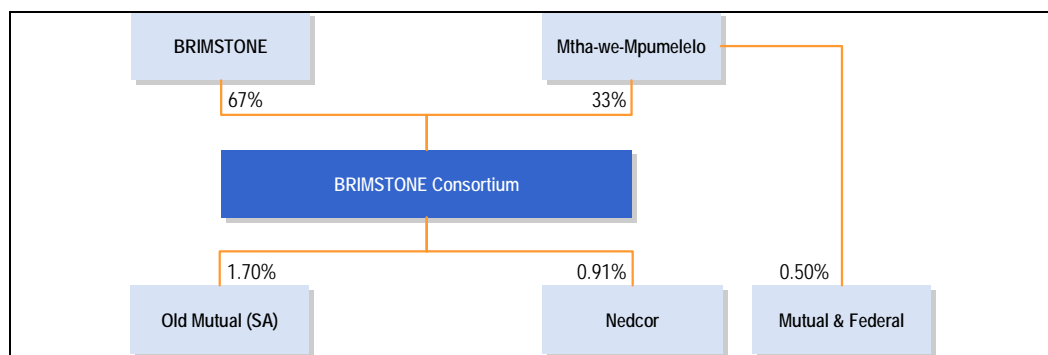 BRIMSTONE
Mtha-we-Mpumelelo
67%
33%
BRIMSTONE Consortium
1.70%
0.91%
0.50%
Old Mutual (SA)
Nedcor
Mutual & Federal